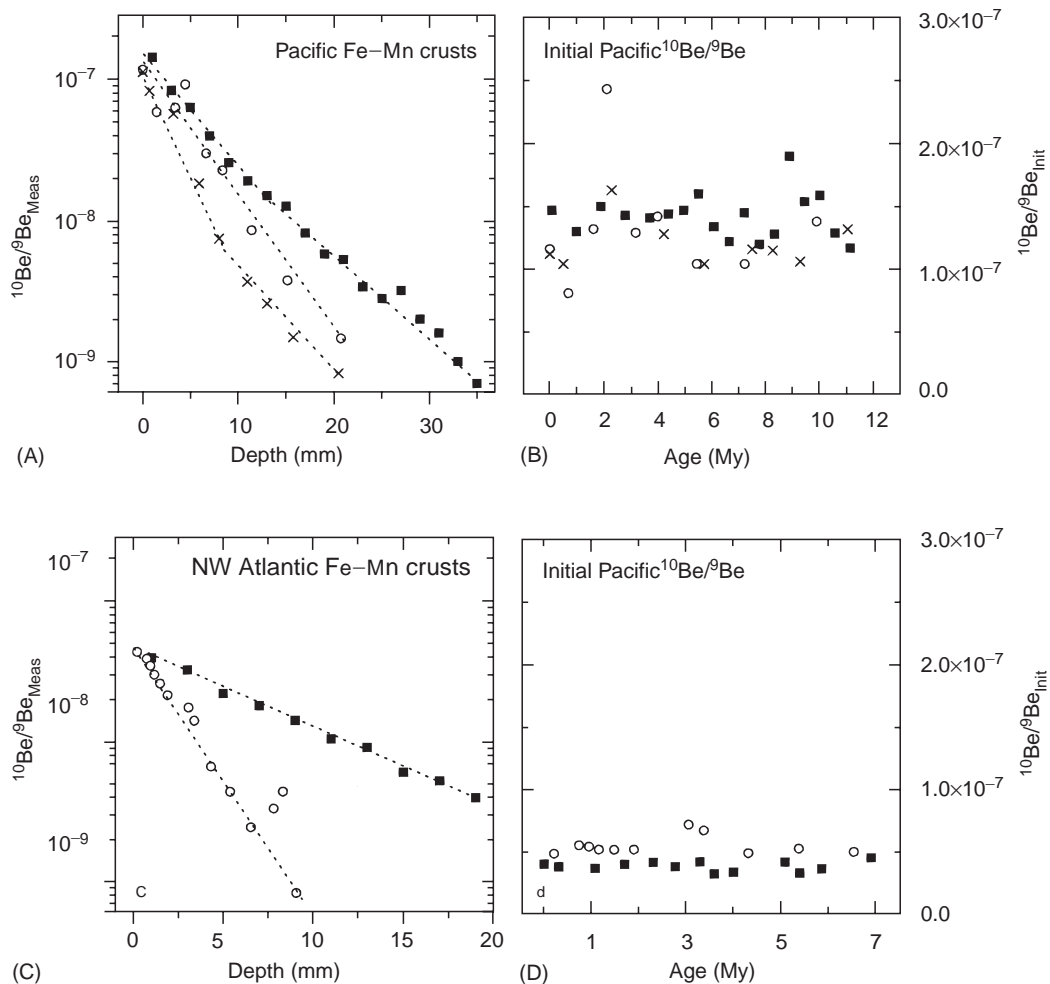 Pacific Fe–Mn crusts
10⁻⁷
10⁻⁸
10⁻⁹
¹⁰Be/⁹Be_Meas
0 10 20 30
Depth (mm)
(A)
Initial Pacific¹⁰Be/⁹Be
3.0×10⁻⁷
2.0×10⁻⁷
1.0×10⁻⁷
0.0
¹⁰Be/⁹Be_Init
0 2 4 6 8 10 12
Age (My)
(B)
NW Atlantic Fe–Mn crusts
10⁻⁷
10⁻⁸
10⁻⁹
¹⁰Be/⁹Be_Meas
C
0 5 10 15 20
Depth (mm)
(C)
Initial Pacific¹⁰Be/⁹Be
3.0×10⁻⁷
2.0×10⁻⁷
1.0×10⁻⁷
0.0
¹⁰Be/⁹Be_Init
d
1 3 5 7
Age (My)
(D)